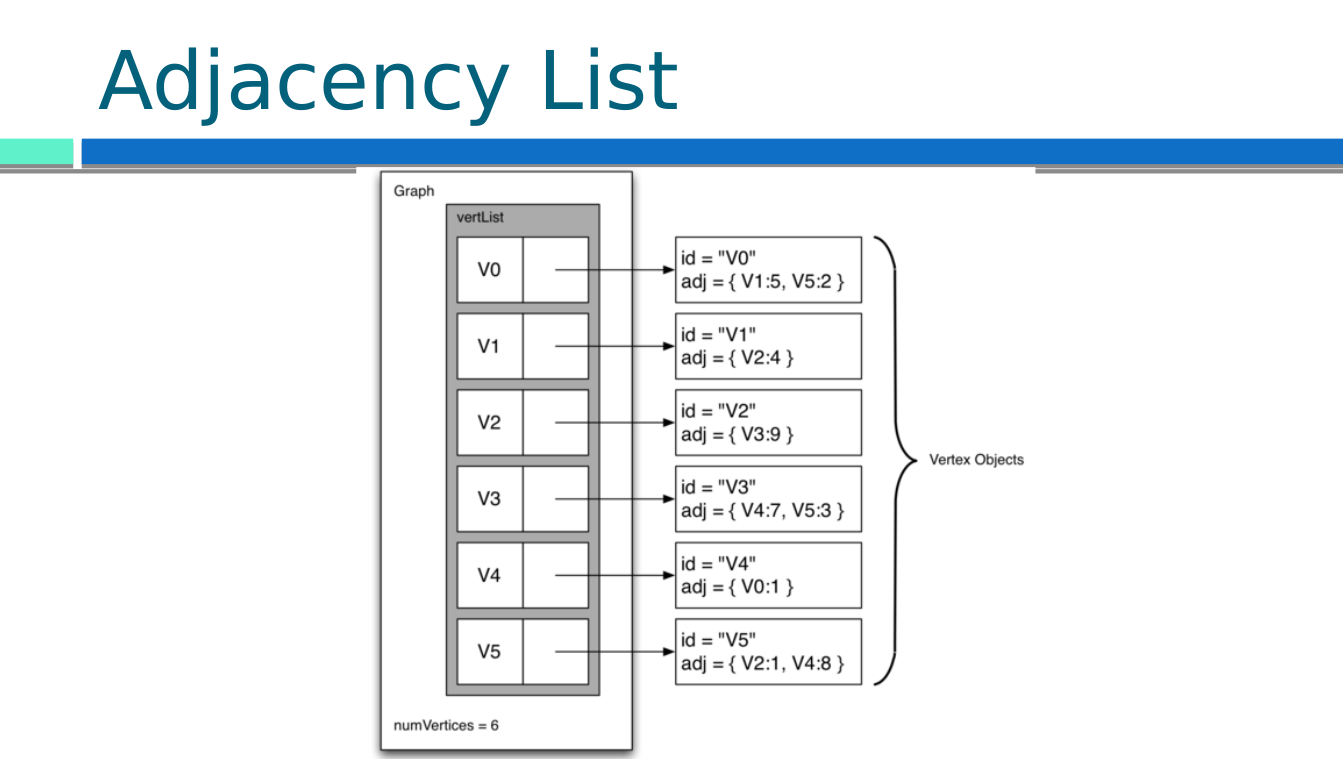 Adjacency List
Graph
vertList
V0
id = "V0"
adj = { V1:5, V5:2 }
V1
id = "V1"
adj = { V2:4 }
V2
id = "V2"
adj = { V3:9 }
V3
id = "V3"
adj = { V4:7, V5:3 }
V4
id = "V4"
adj = { V0:1 }
V5
id = "V5"
adj = { V2:1, V4:8 }
Vertex Objects
numVertices = 6